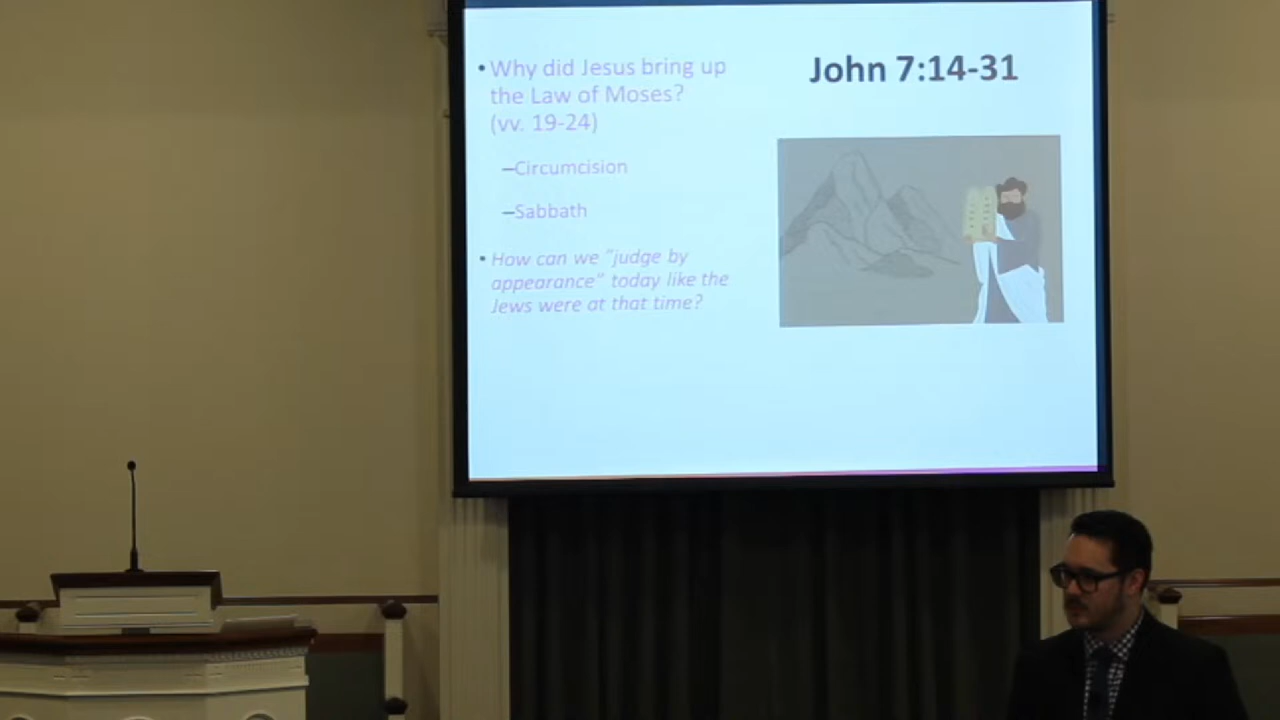 • Why did Jesus bring up
the Law of Moses?
(vv. 19-24)
–Circumcision
–Sabbath
• How can we "judge by
appearance" today like the
Jews were at that time?
John 7:14-31